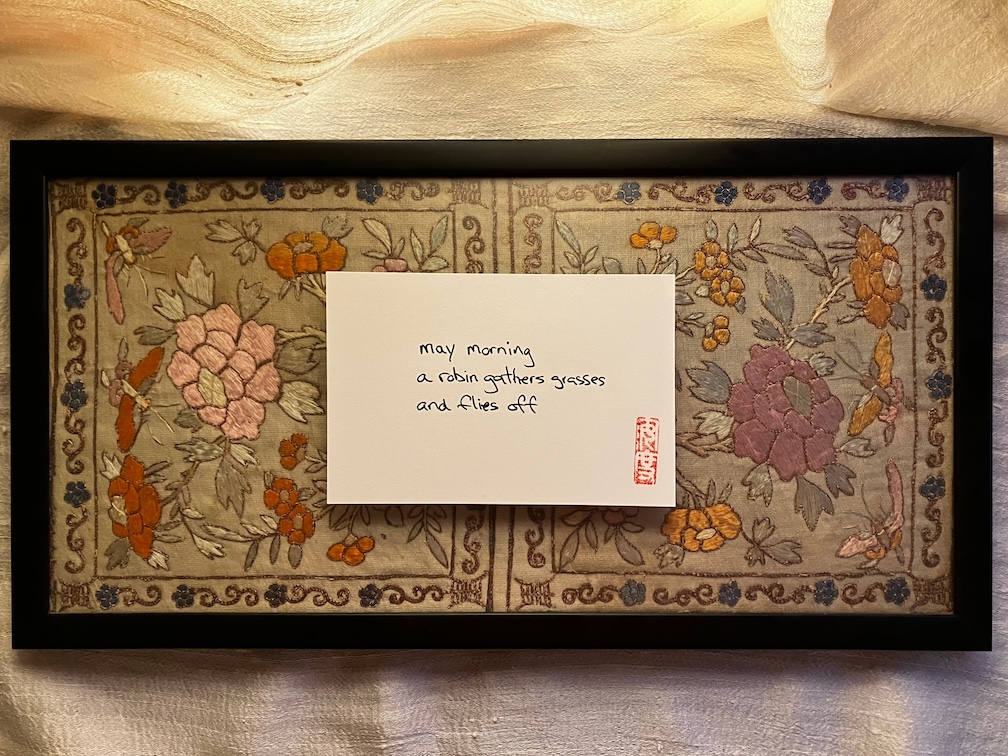 may morning
a robin gathers grasses
and flies off